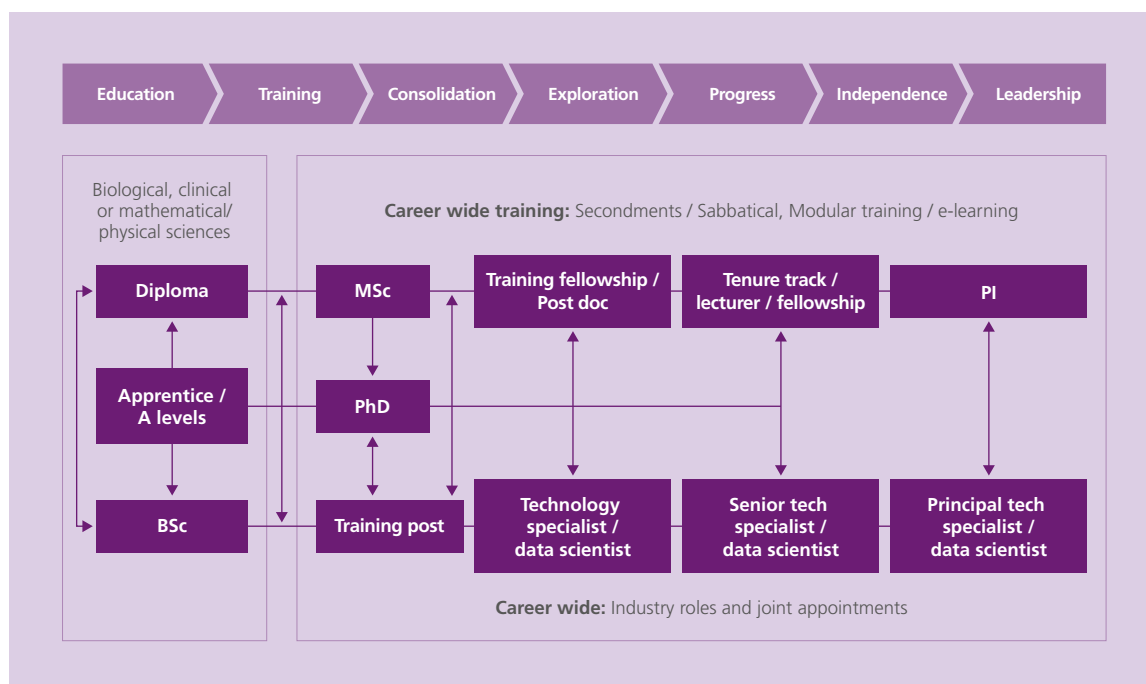 Education
Training
Consolidation
Exploration
Progress
Independence
Leadership
Biological, clinical
or mathematical/
physical sciences
Career wide training: Secondments / Sabbatical, Modular training / e-learning
Diploma
MSc
Training fellowship /
Post doc
Tenure track /
lecturer / fellowship
PI
Apprentice /
A levels
PhD
BSc
Training post
Technology
specialist /
data scientist
Senior tech
specialist /
data scientist
Principal tech
specialist /
data scientist
Career wide: Industry roles and joint appointments